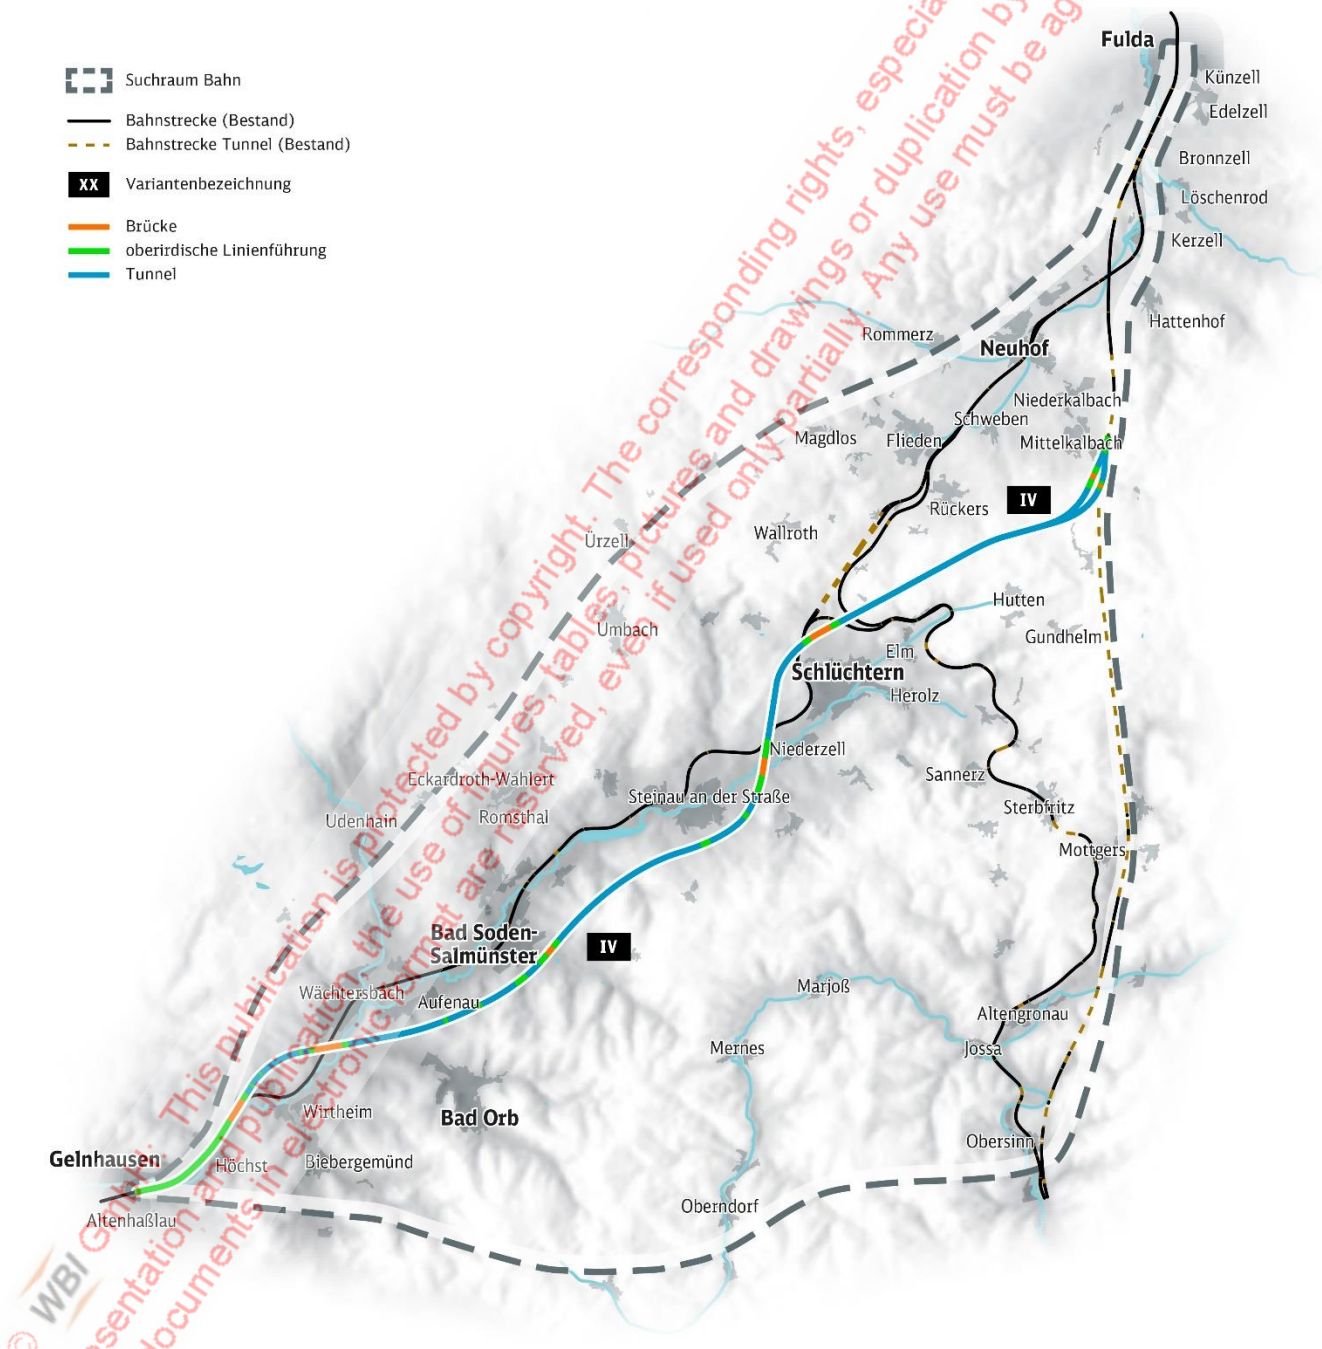 Fulda
Künzell
Suchraum Bahn
Edelzell
Bahnstrecke (Bestand)
Bahnstrecke Tunnel (Bestand)
Bronnzell
XX Variantenbezeichnung
Löschenrod
Brücke
Kerzell
oberirdische Linienführung
Tunnel
Hattenhof
Rommerz
Neuhof
Niederkalbach
Schweben
Magdlos
Flieden
Mittelkalbach
IV
Rückers
Wallroth
Ürzell
Hutten
Umbach
Gundhelm
Elm
Schlüchtern
Herolz
Niederzell
Sannerz
Eckardroth-Wahlert
Steinau an der Straße
Sterbfritz
Romsthal
Udenhain
Mottgers
Bad Soden-
Salmünster
IV
Marjoß
Wächtersbach
Aufenau
Altengronau
Mernes
Jossa
Wirtheim
Bad Orb
Obersinn
Gelnhausen
Höchst
Biebergemünd
Oberndorf
Altenhaßlau
© WBI GmbH: This publication is protected by copyright. The corresponding rights, especia
and publication, the use of figures, tables, pictures and drawings or duplication by
documents in electronic format are reserved, even if used only partially. Any use must be ag